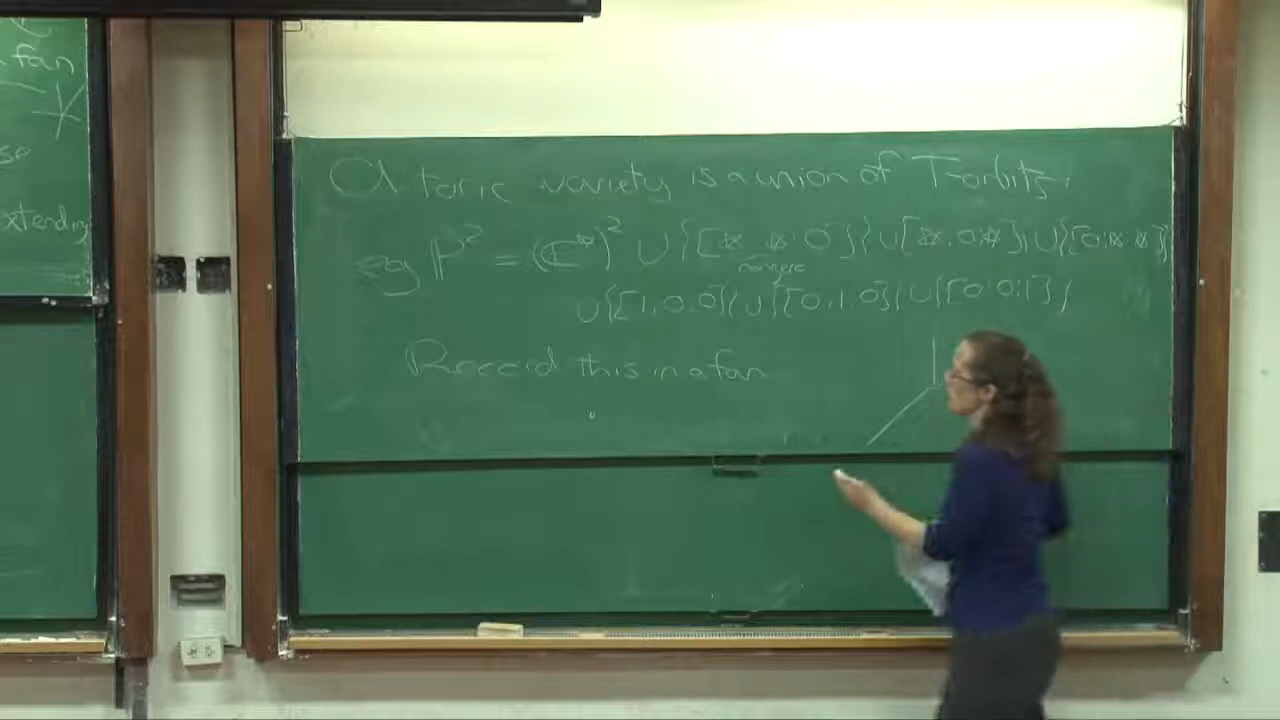 fan
extending
A toric variety is a union of T-orbits:
eg P² = (C*)² ∪ {[* : * : 0]} ∪ {[* : 0 : *]} ∪ {[0 : * : *]}
∪ {[1:0:0]} ∪ {[0:1:0]} ∪ {[0:0:1]}
Record this in a fan